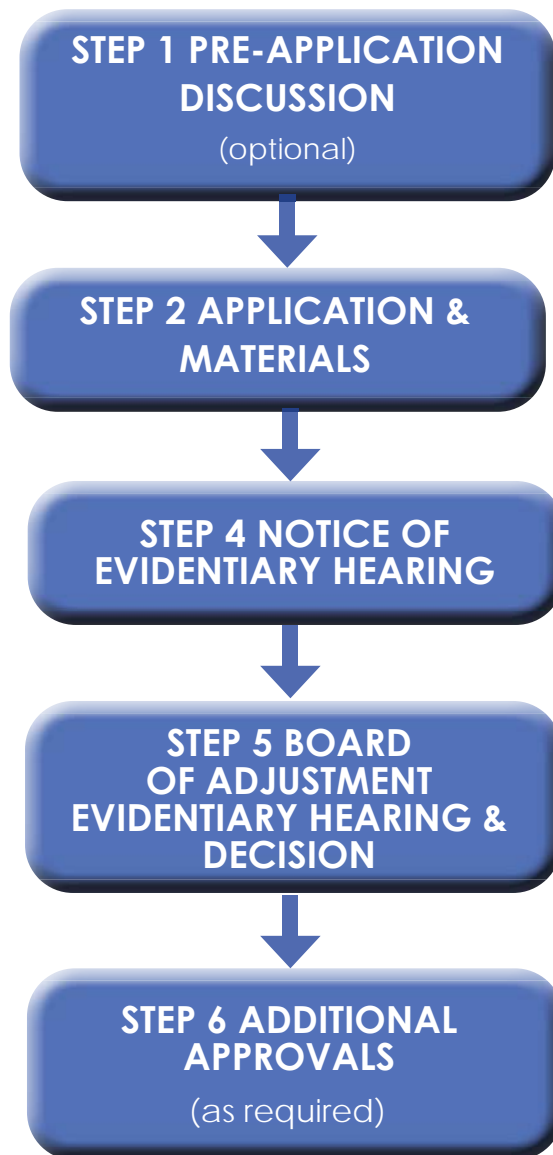 STEP 1 PRE-APPLICATION
DISCUSSION
(optional)
STEP 2 APPLICATION &
MATERIALS
STEP 4 NOTICE OF
EVIDENTIARY HEARING
STEP 5 BOARD
OF ADJUSTMENT
EVIDENTIARY HEARING &
DECISION
STEP 6 ADDITIONAL
APPROVALS
(as required)